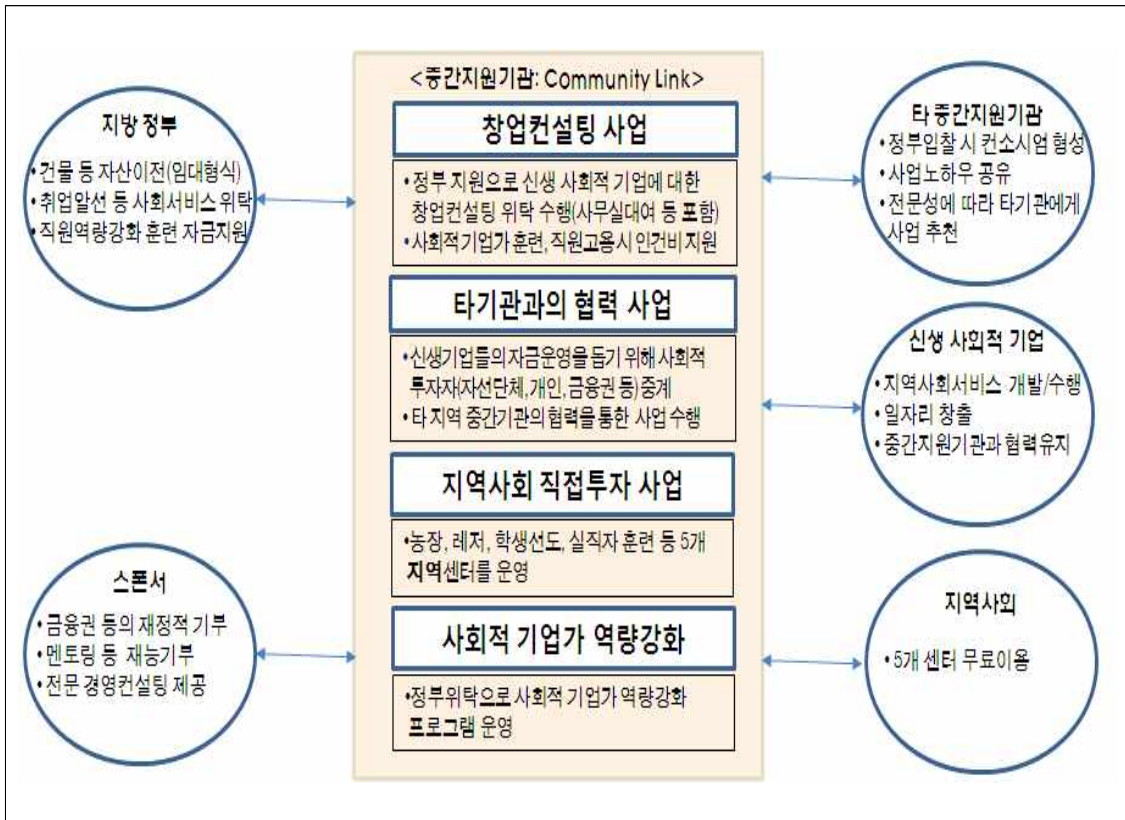 <중간지원기관: Community Link>
창업컨설팅 사업
•정부 지원으로 신생 사회적 기업에 대한
창업컨설팅 위탁 수행(사무실대여 등 포함)
•사회적기업가 훈련, 직원고용시 인건비 지원
타기관과의 협력 사업
•신생기업들의 자금운영을 돕기 위해 사회적
투자자(자선단체,개인,금융권 등)중계
•타 지역 중간기관의 협력을 통한 사업 수행
지역사회 직접투자 사업
•농장, 레저, 학생선도, 실직자 훈련 등 5개
지역센터를 운영
사회적 기업가 역량강화
•정부위탁으로 사회적 기업가 역량강화
프로그램 운영
지방 정부
•건물 등 자산이전(임대형식)
•취업알선 등 사회서비스 위탁
•직원역량강화 훈련 자금지원
스폰서
•금융권 등의 재정적 기부
•멘토링 등 재능기부
•전문 경영컨설팅 제공
타 중간지원기관
•정부입찰 시 컨소시엄 형성
•사업노하우 공유
•전문성에 따라 타기관에게
사업 추천
신생 사회적 기업
•지역사회서비스 개발/수행
•일자리 창출
•중간지원기관과 협력유지
지역사회
•5개 센터 무료이용